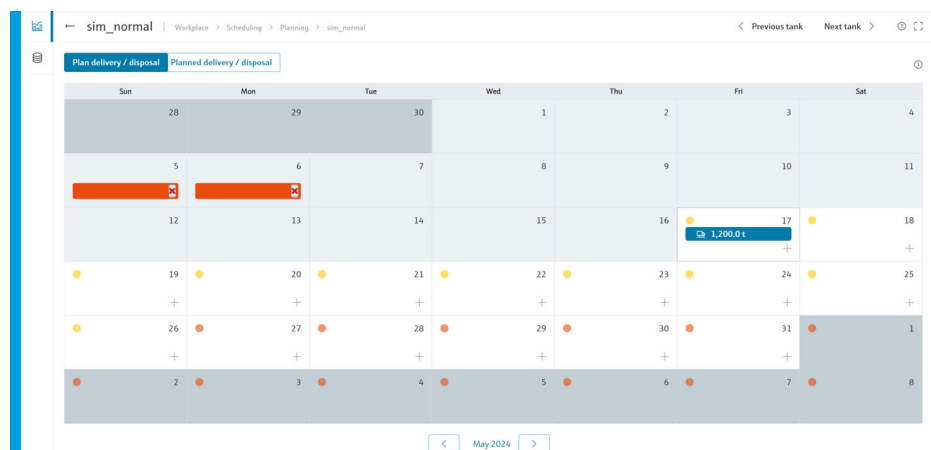 ← sim_normal | Workplace > Scheduling > Planning > sim_normal < Previous tank Next tank >
Plan delivery / disposal Planned delivery / disposal
Sun Mon Tue Wed Thu Fri Sat
28 29 30 1 2 3 4
5 6 7 8 9 10 11
12 13 14 15 16 17 18
1,200.0 t
19 20 21 22 23 24 25
26 27 28 29 30 31 1
2 3 4 5 6 7 8
< May 2024 >